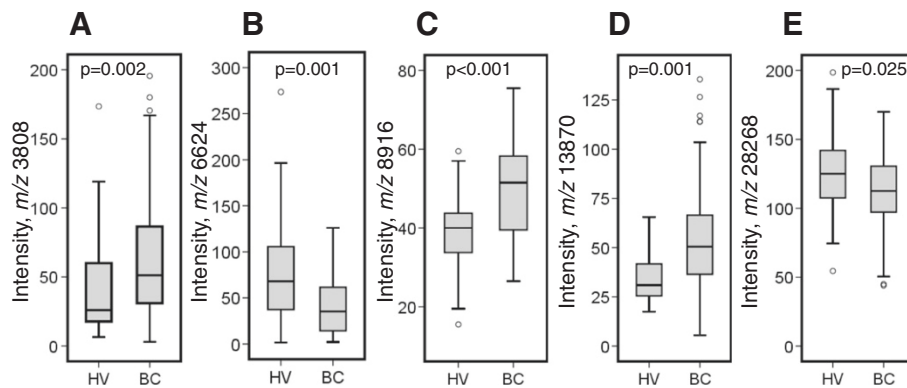 A
Intensity, m/z 3808
200
150
100
50
0
p=0.002
HV BC
B
Intensity, m/z 6624
300
250
200
150
100
50
0
p=0.001
HV BC
C
Intensity, m/z 8916
80
60
40
20
p<0.001
HV BC
D
Intensity, m/z 13870
125
100
75
50
25
0
p=0.001
HV BC
E
Intensity, m/z 28268
200
150
100
50
0
p=0.025
HV BC